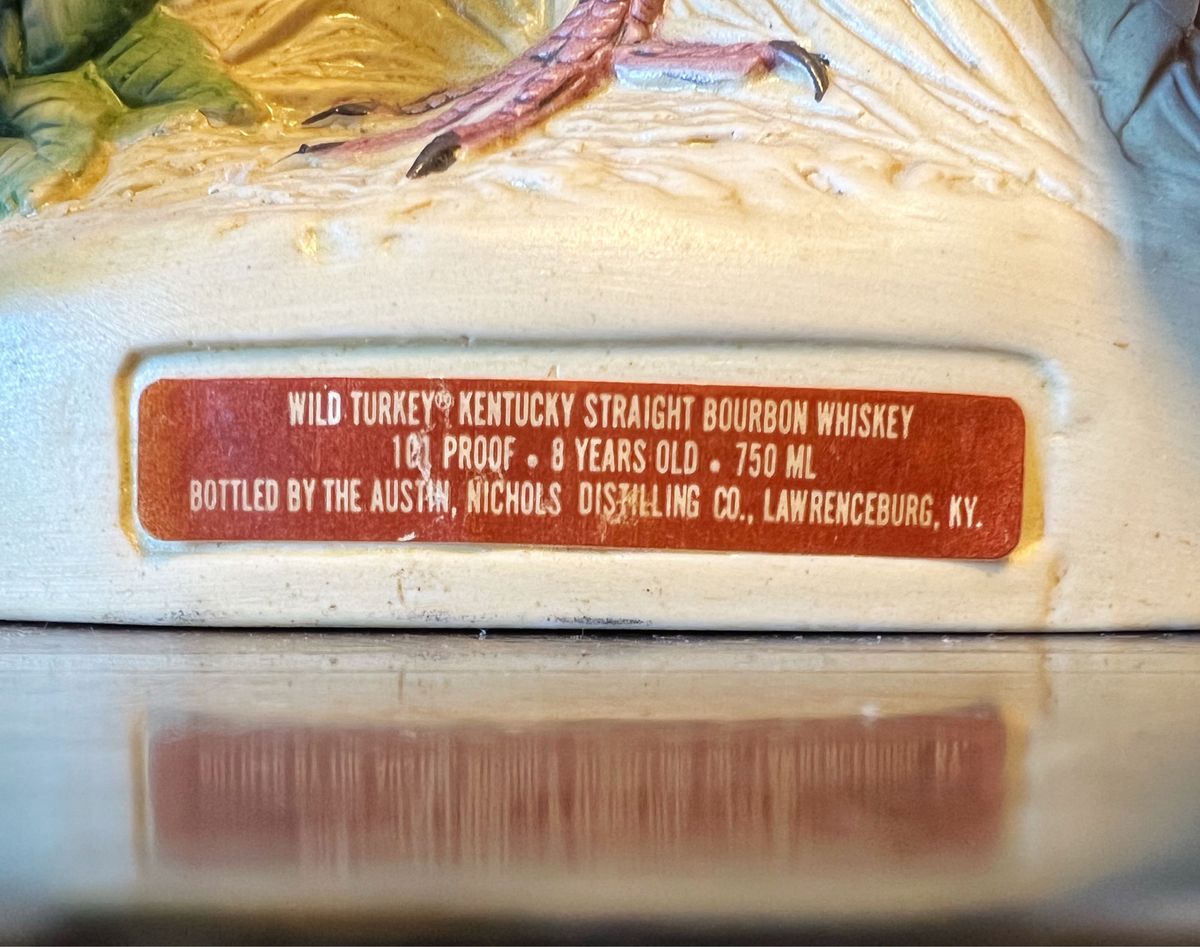 WILD TURKEY® KENTUCKY STRAIGHT BOURBON WHISKEY
101 PROOF • 8 YEARS OLD • 750 ML
BOTTLED BY THE AUSTIN, NICHOLS DISTILLING CO., LAWRENCEBURG, KY.